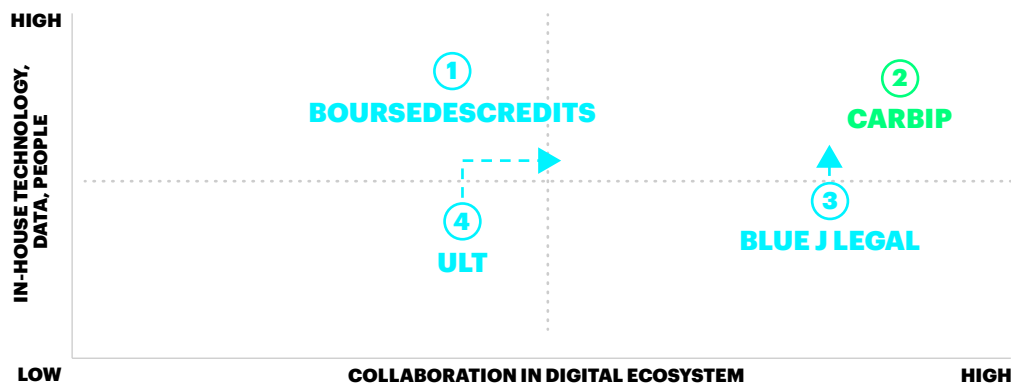 HIGH
IN-HOUSE TECHNOLOGY,
DATA, PEOPLE
1
BOURSEDESCREDITS
2
CARBIP
3
BLUE J LEGAL
4
ULT
LOW
COLLABORATION IN DIGITAL ECOSYSTEM
HIGH